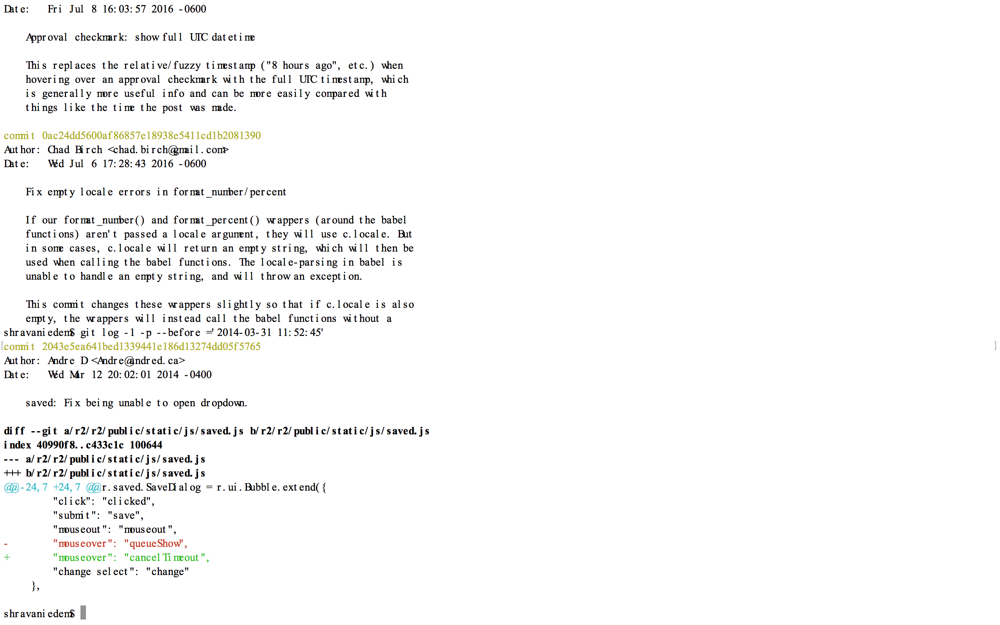 Date:   Fri Jul 8 16:03:57 2016 -0600

    Approval checkmark: show full UTC datetime

    This replaces the relative/fuzzy timestamp ("8 hours ago", etc.) when
    hovering over an approval checkmark with the full UTC timestamp, which
    is generally more useful info and can be more easily compared with
    things like the time the post was made.

commit 0ac24dd5600af86857e18938e5411cd1b2081390
Author: Chad Birch <chad.birch@gmail.com>
Date:   Wed Jul 6 17:28:43 2016 -0600

    Fix empty locale errors in format_number/percent

    If our format_number() and format_percent() wrappers (around the babel
    functions) aren't passed a locale argument, they will use c.locale. But
    in some cases, c.locale will return an empty string, which will then be
    used when calling the babel functions. The locale-parsing in babel is
    unable to handle an empty string, and will throw an exception.

    This commit changes these wrappers slightly so that if c.locale is also
    empty, the wrappers will instead call the babel functions without a
shravaniedem$ git log -1 -p --before ='2014-03-31 11:52:45'
[commit 2043e5ea641bed1339441e186d13274dd05f5765 ]
Author: Andre D <Andre@andred.ca>
Date:   Wed Mar 12 20:02:01 2014 -0400

    saved: Fix being unable to open dropdown.

diff --git a/r2/r2/public/static/js/saved.js b/r2/r2/public/static/js/saved.js
index 40990f8..c433c1c 100644
--- a/r2/r2/public/static/js/saved.js
+++ b/r2/r2/public/static/js/saved.js
@@ -24,7 +24,7 @@ r.saved.SaveDialog = r.ui.Bubble.extend({
         "click": "clicked",
         "submit": "save",
         "mouseout": "mouseout",
-        "mouseover": "queueShow",
+        "mouseover": "cancelTimeout",
         "change select": "change"
     },

shravaniedem$